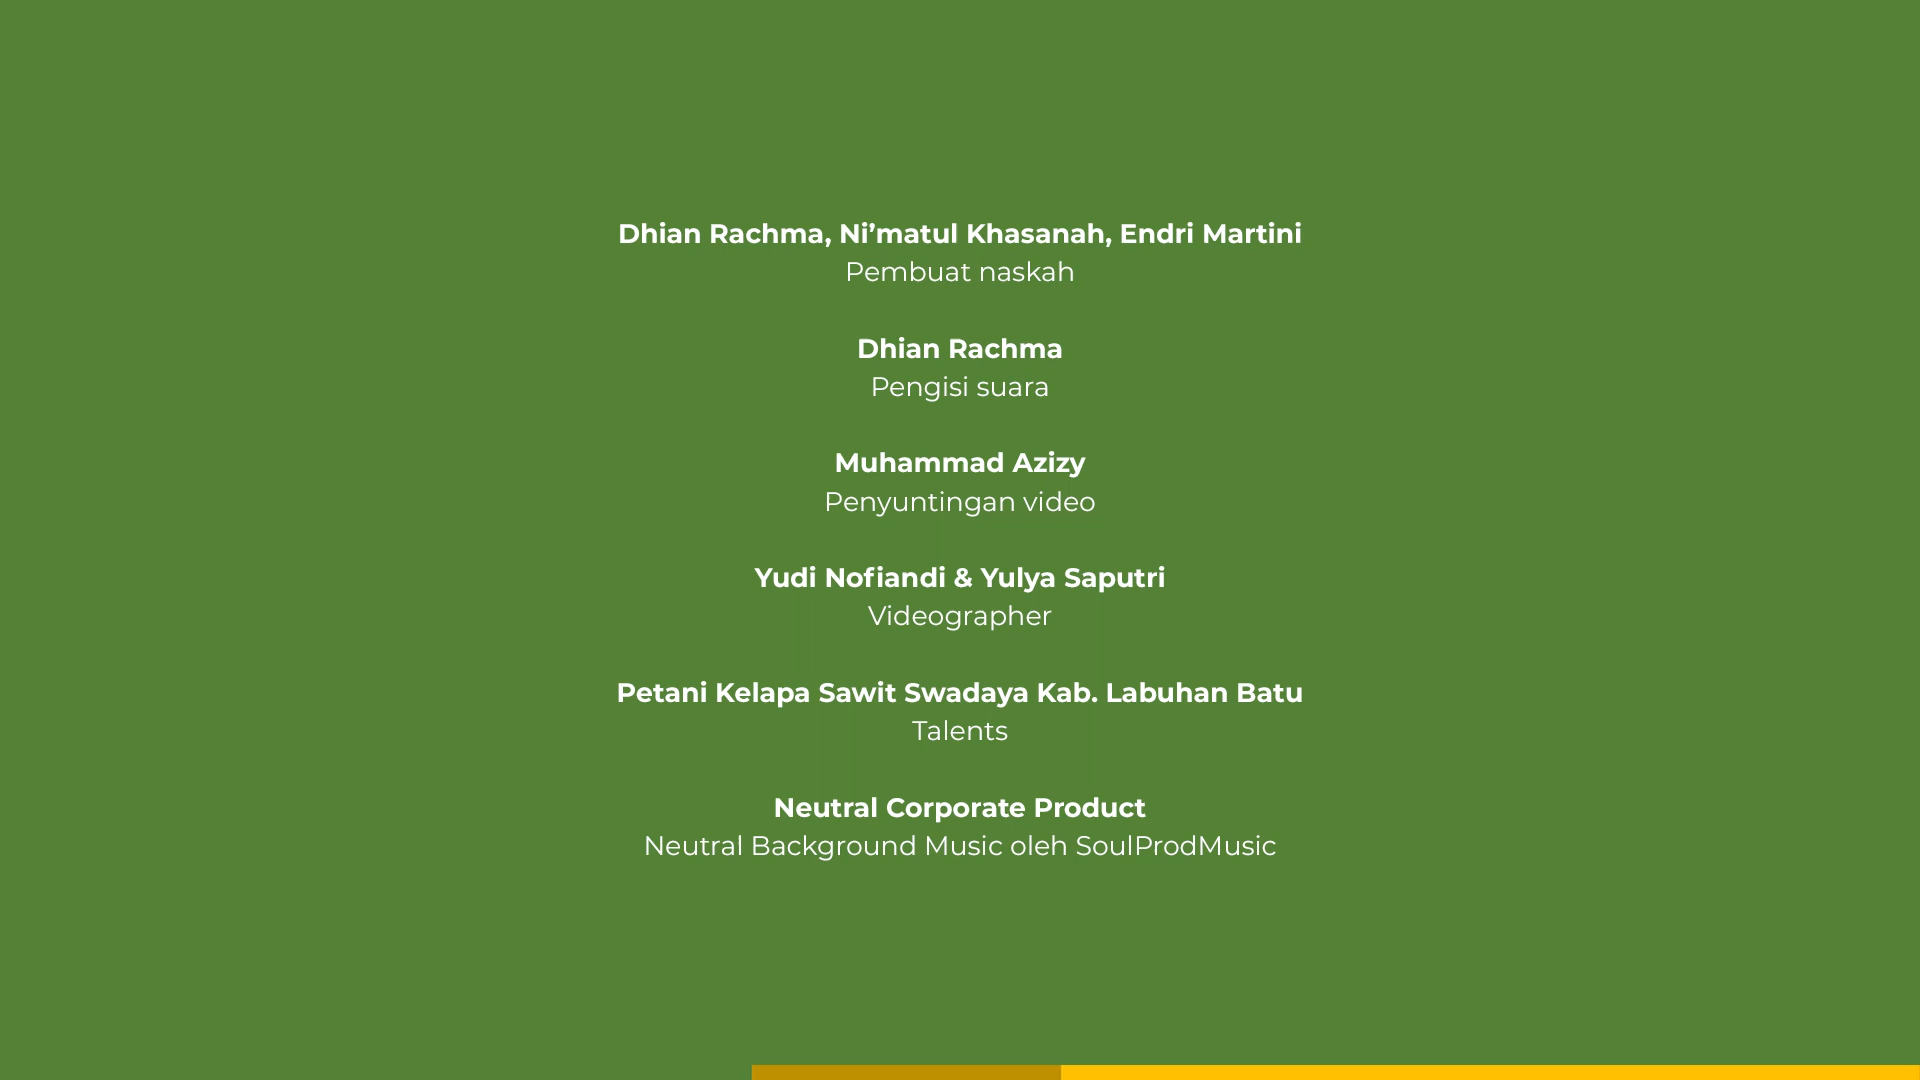 Dhian Rachma, Ni’matul Khasanah, Endri Martini
Pembuat naskah
Dhian Rachma
Pengisi suara
Muhammad Azizy
Penyuntingan video
Yudi Nofiandi & Yulya Saputri
Videographer
Petani Kelapa Sawit Swadaya Kab. Labuhan Batu
Talents
Neutral Corporate Product
Neutral Background Music oleh SoulProdMusic